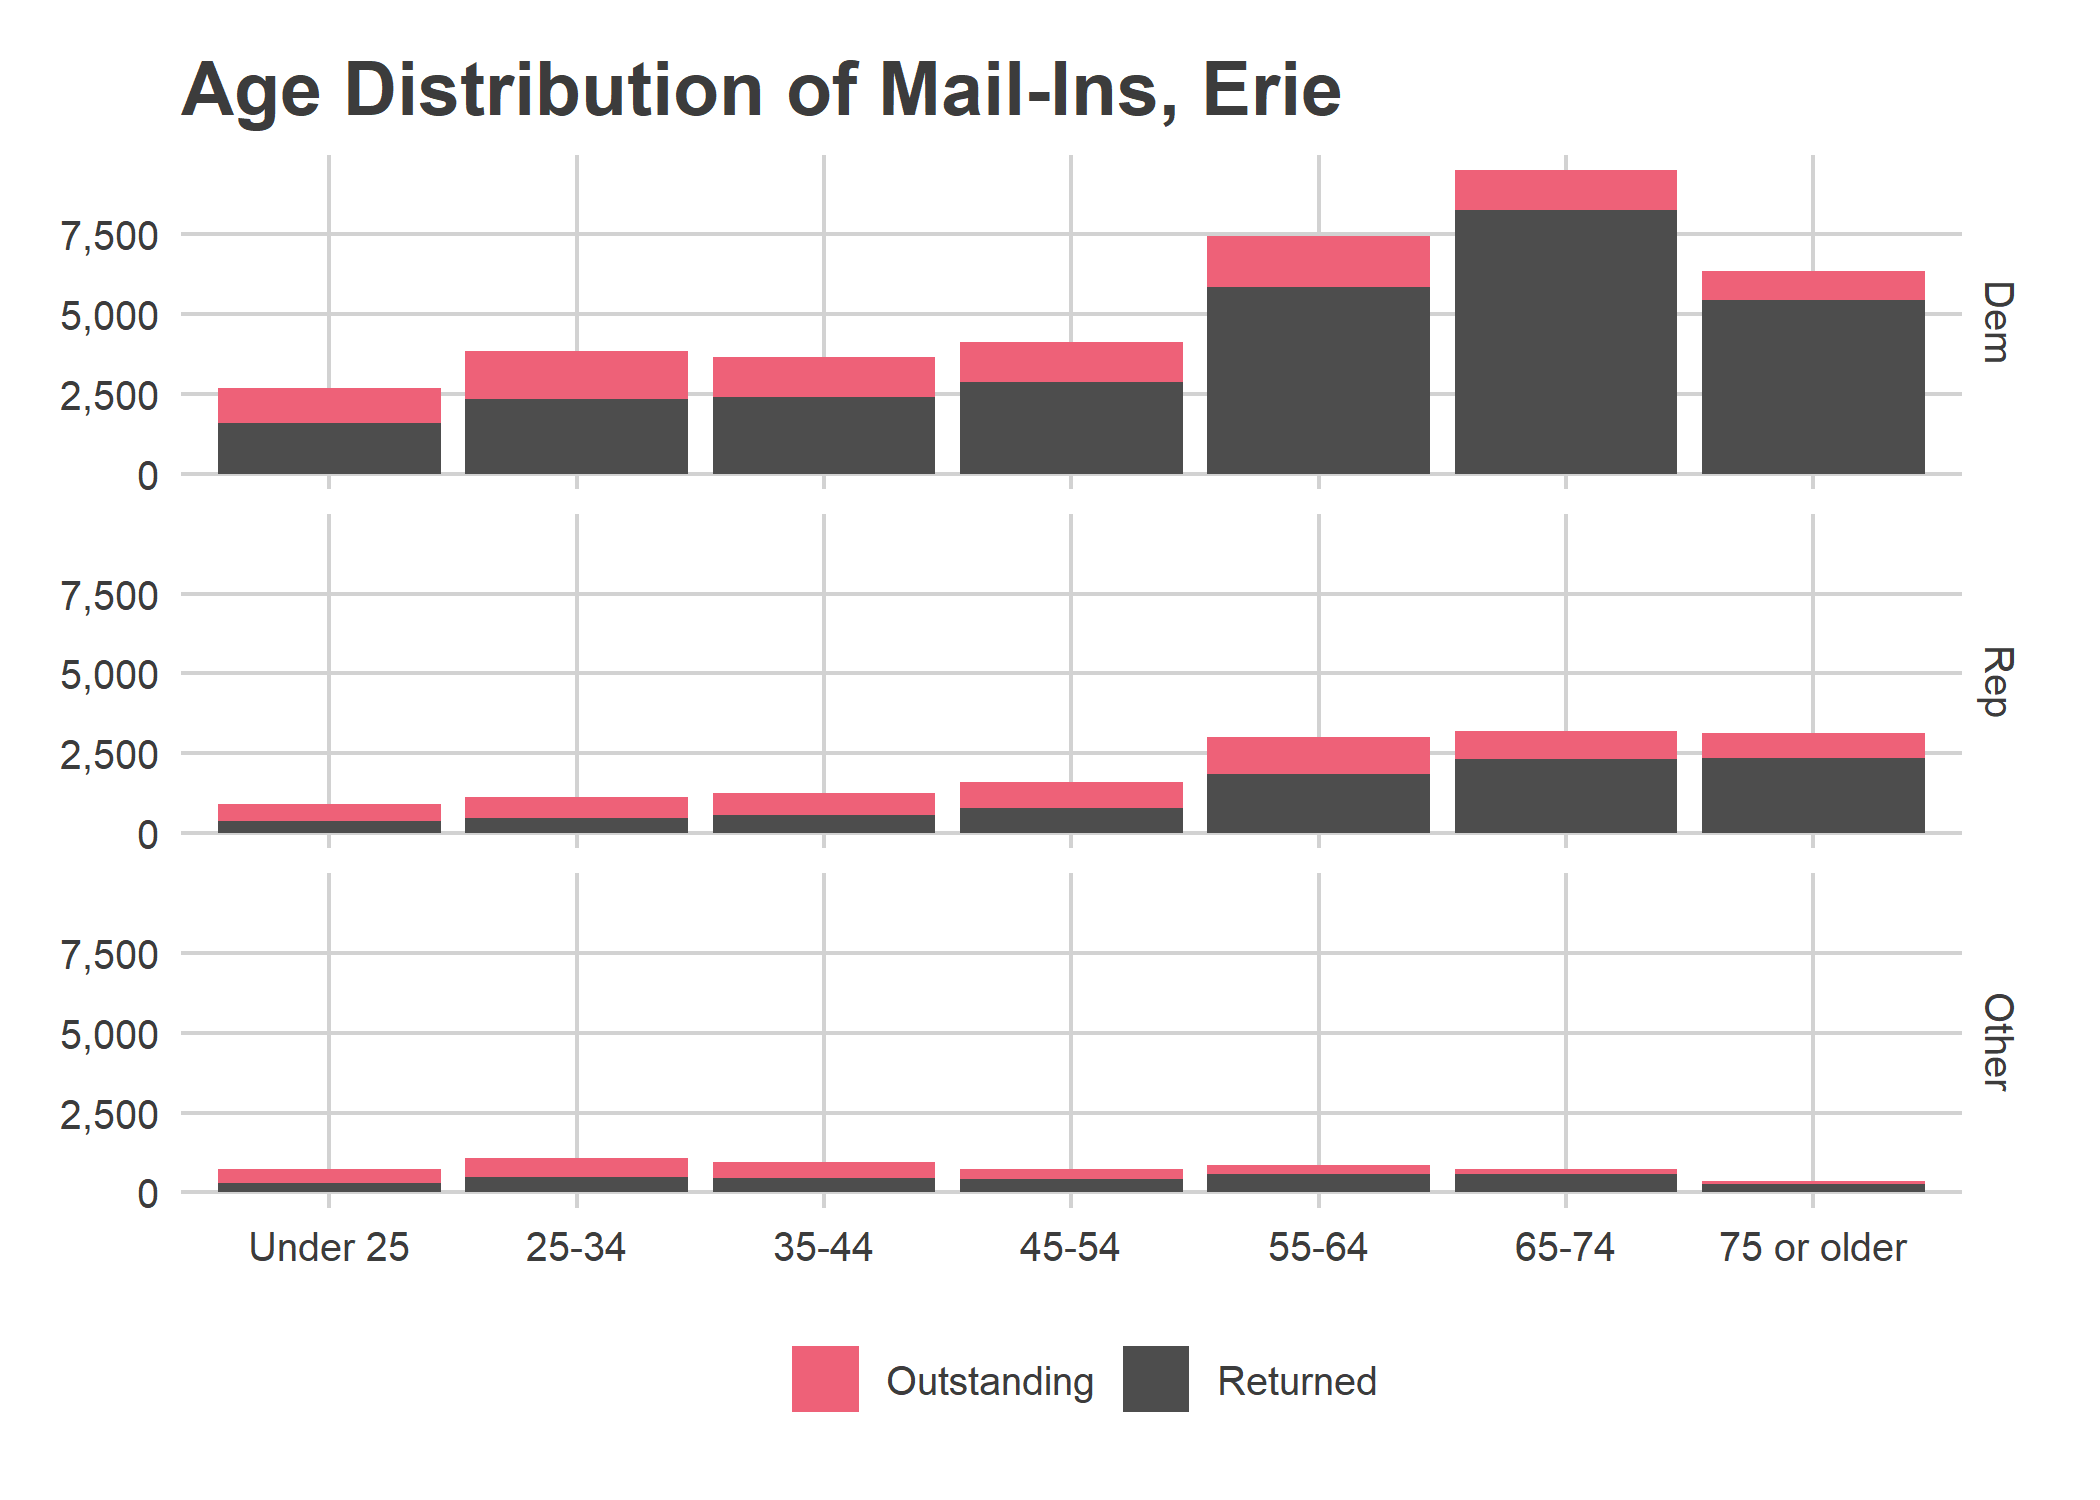 Age Distribution of Mail-Ins, Erie
7,500
5,000
2,500
0
Dem
7,500
5,000
2,500
0
Rep
7,500
5,000
2,500
0
Other
Under 25 25-34 35-44 45-54 55-64 65-74 75 or older
Outstanding Returned